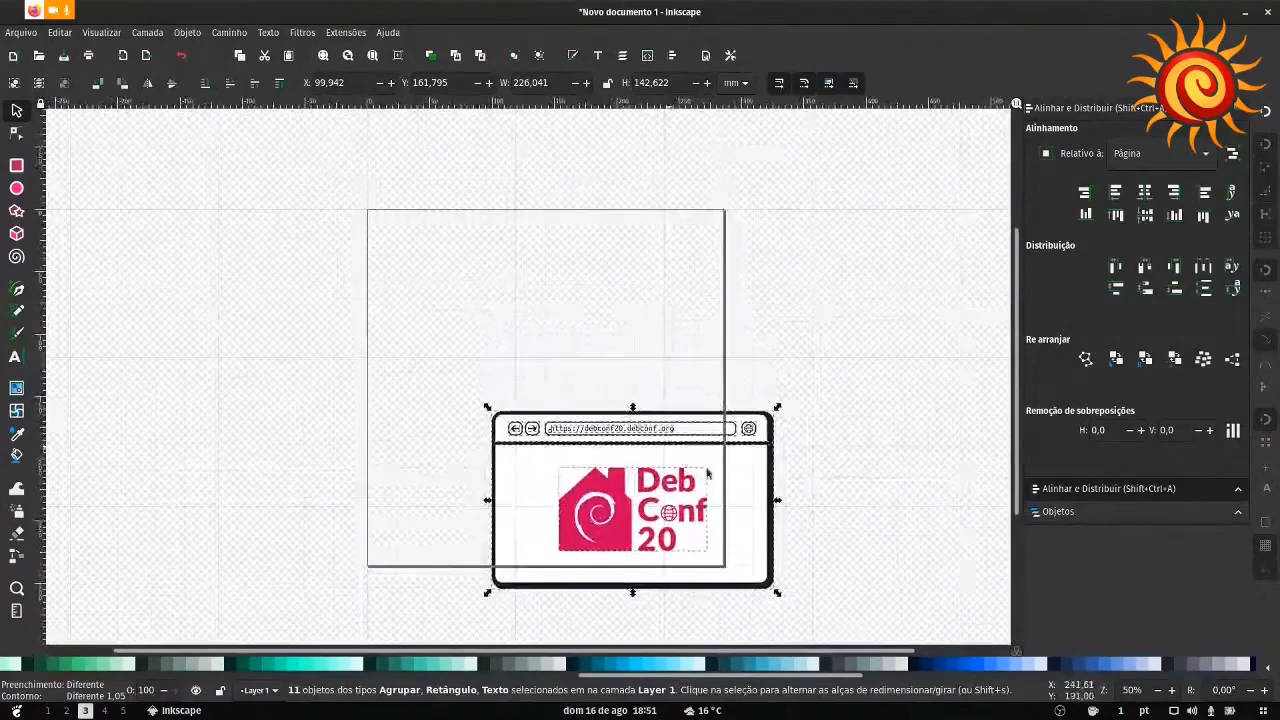 *Novo documento 1 - Inkscape
Arquivo Editar Visualizar Camada Objeto Caminho Texto Filtros Extensões Ajuda
X: 99,942 Y: 161,795 W: 226,041 H: 142,622 mm
Alinhar e Distribuir (Shift+Ctrl+A)
Alinhamento
Relativo à: Página
Distribuição
Re arranjar
Remoção de sobreposições
H: 0,0 V: 0,0
Alinhar e Distribuir (Shift+Ctrl+A)
Objetos
https://debconf20.debconf.org
Deb
Conf
20
Preenchimento: Diferente
Contorno: Diferente 1,05
O: 100
Layer 1
11 objetos dos tipos Agrupar, Retângulo, Texto selecionados em na camada Layer 1. Clique na seleção para alternar as alças de redimensionar/girar (ou Shift+s).
X: 241,61
Y: 191,00
Z: 50% R: 0,00°
1 2 3 4 5 Inkscape dom 16 de ago 18:51 16 °C 1 pt